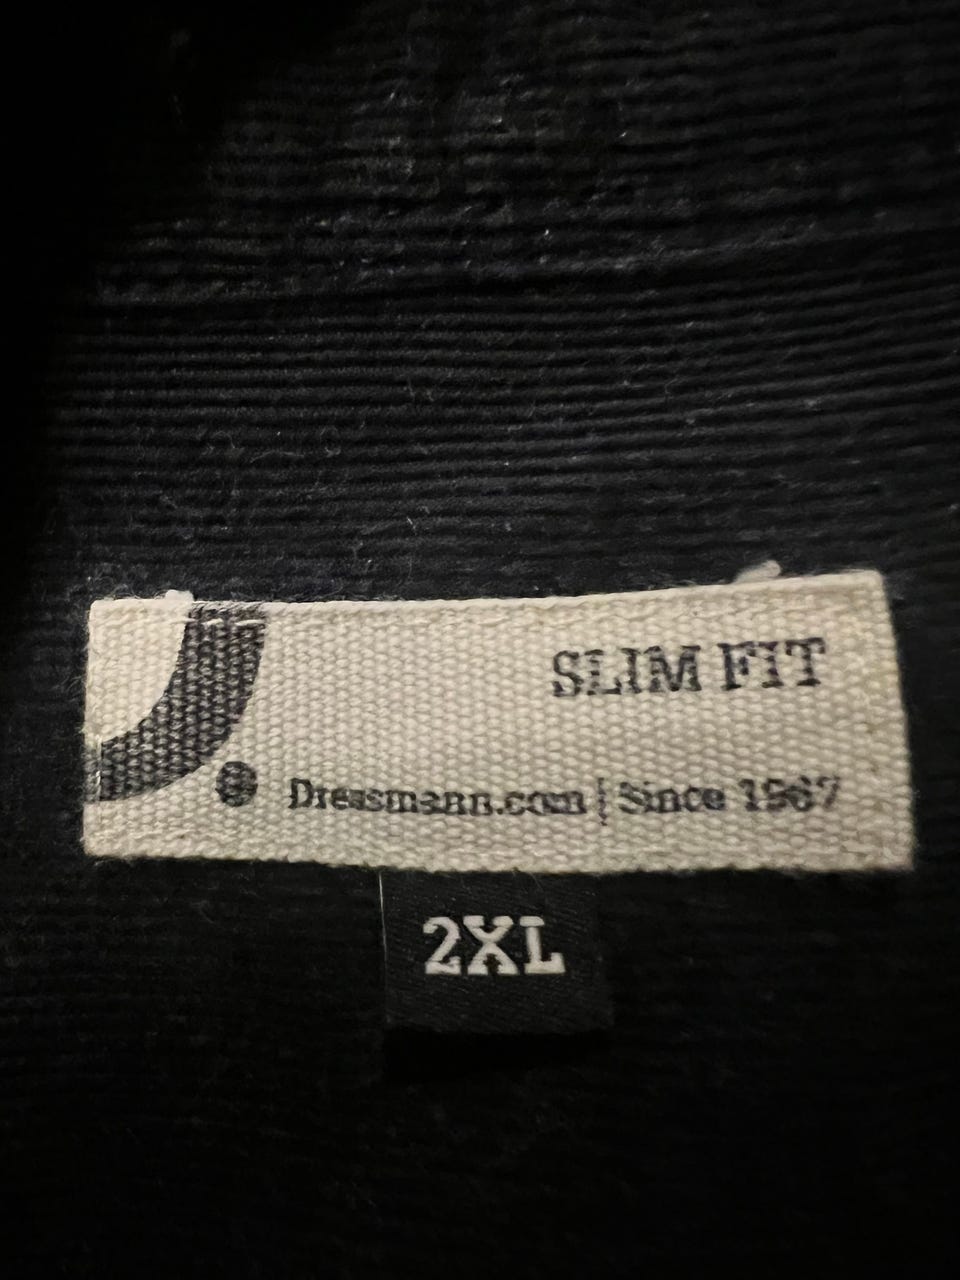 SLIM FIT
Dressmann.com | Since 1967
2XL